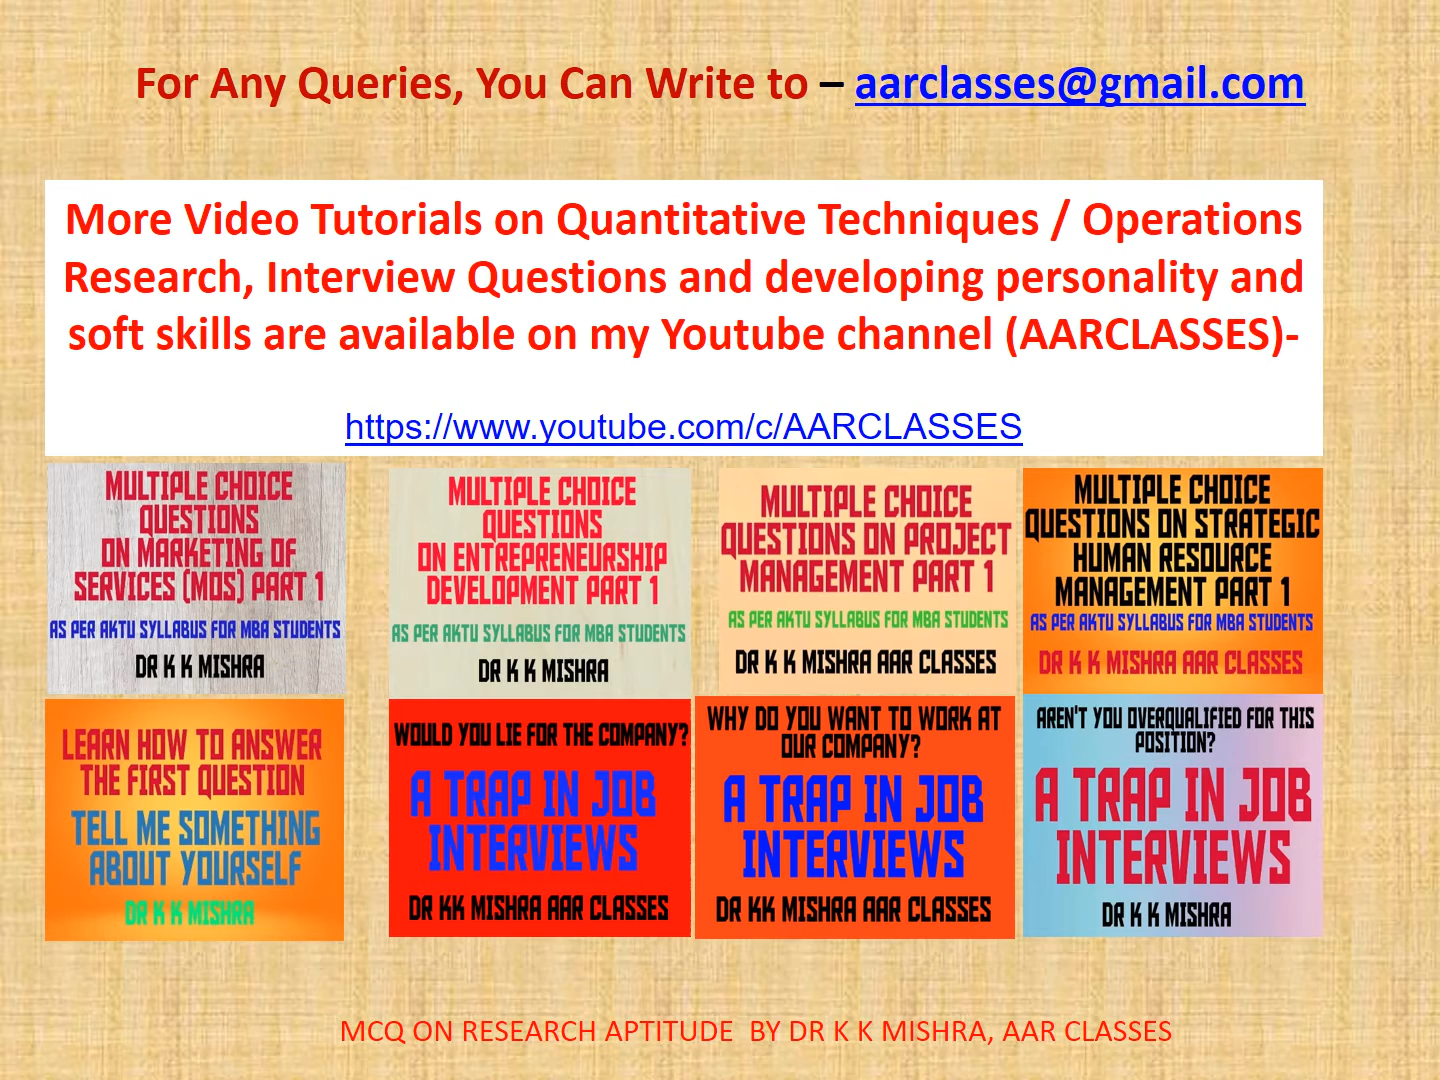 For Any Queries, You Can Write to – aarclasses@gmail.com
More Video Tutorials on Quantitative Techniques / Operations
Research, Interview Questions and developing personality and
soft skills are available on my Youtube channel (AARCLASSES)-
https://www.youtube.com/c/AARCLASSES
MULTIPLE CHOICE
QUESTIONS
ON MARKETING OF
SERVICES (MOS) PART 1
AS PER AKTU SYLLABUS FOR MBA STUDENTS
DR K K MISHRA
MULTIPLE CHOICE
QUESTIONS
ON ENTREPRENEURSHIP
DEVELOPMENT PART 1
AS PER AKTU SYLLABUS FOR MBA STUDENTS
DR K K MISHRA
MULTIPLE CHOICE
QUESTIONS ON PROJECT
MANAGEMENT PART 1
AS PER AKTU SYLLABUS FOR MBA STUDENTS
DR K K MISHRA AAR CLASSES
MULTIPLE CHOICE
QUESTIONS ON STRATEGIC
HUMAN RESOURCE
MANAGEMENT PART 1
AS PER AKTU SYLLABUS FOR MBA STUDENTS
DR K K MISHRA AAR CLASSES
LEARN HOW TO ANSWER
THE FIRST QUESTION
TELL ME SOMETHING
ABOUT YOURSELF
DR K K MISHRA
WOULD YOU LIE FOR THE COMPANY?
A TRAP IN JOB
INTERVIEWS
DR KK MISHRA AAR CLASSES
WHY DO YOU WANT TO WORK AT
OUR COMPANY?
A TRAP IN JOB
INTERVIEWS
DR KK MISHRA AAR CLASSES
AREN'T YOU OVERQUALIFIED FOR THIS
POSITION?
A TRAP IN JOB
INTERVIEWS
DR K K MISHRA
MCQ ON RESEARCH APTITUDE BY DR K K MISHRA, AAR CLASSES